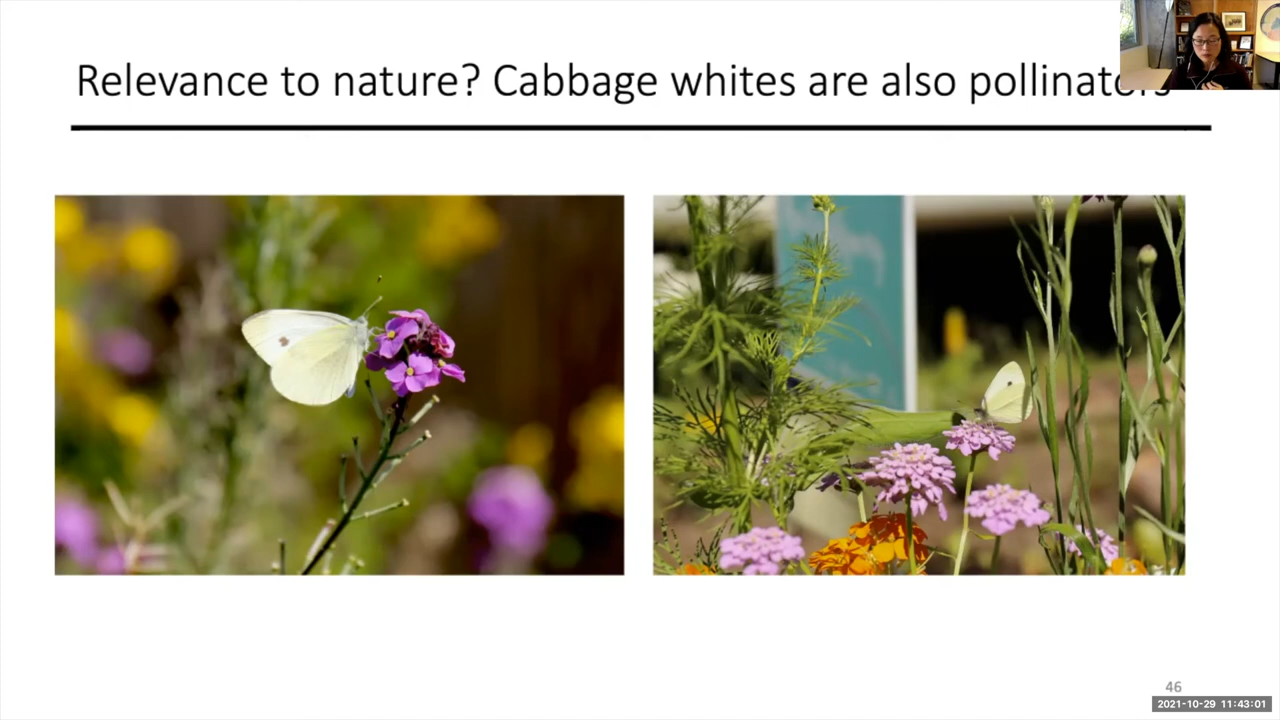 Relevance to nature? Cabbage whites are also pollinators
46
2021-10-29 11:43:01